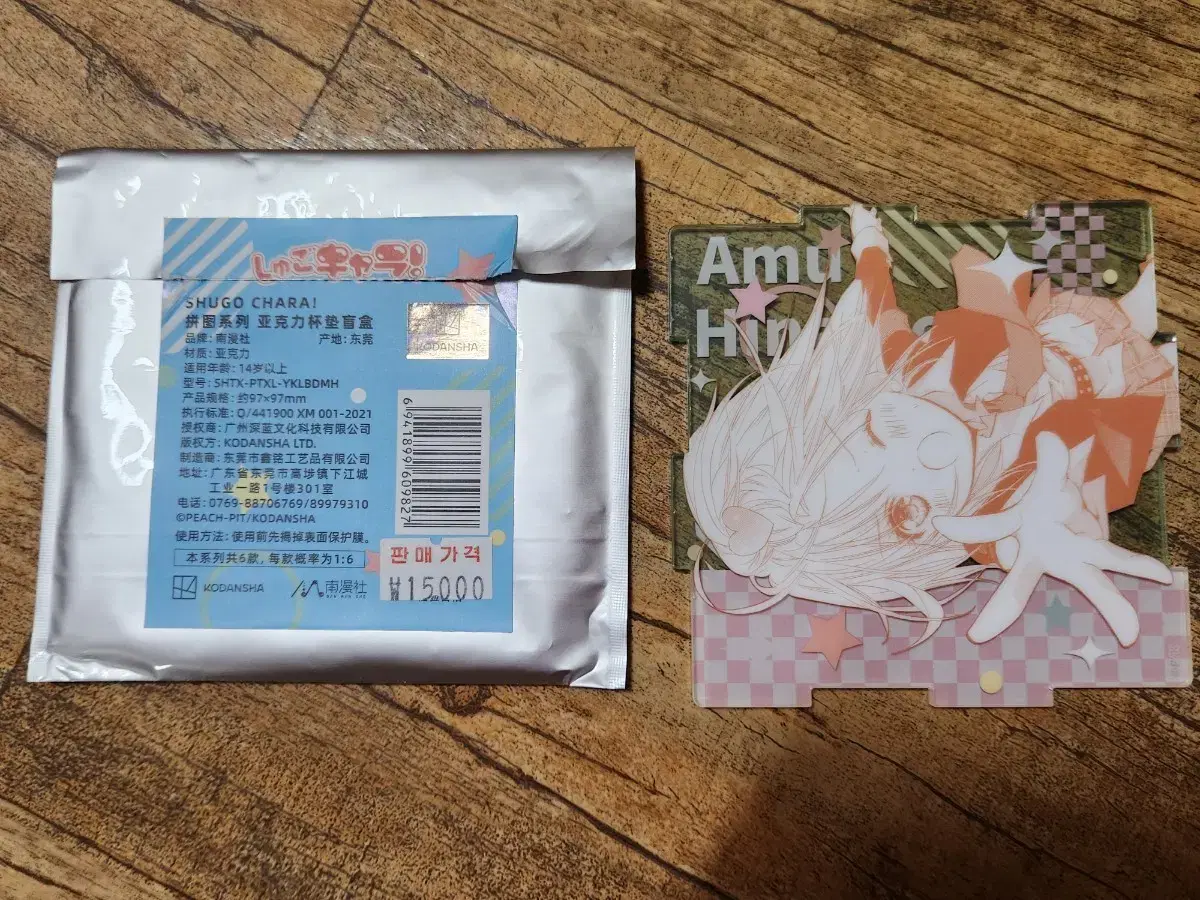 しゅごキャラ!
SHUGO CHARA!
拼图系列 亚克力杯垫盲盒
品牌: 南漫社 产地: 东莞
材质: 亚克力
适用年龄: 14岁以上
型号: SHTX-PTXL-YKLBDMH
产品规格: 约97×97mm
执行标准: Q/441900 XM 001-2021
授权商: 广州深蓝文化科技有限公司
版权方: KODANSHA LTD.
制造商: 东莞市鑫铭工艺品有限公司
地址: 广东省东莞市高埗镇下江城
工业一路1号楼301室
电话: 0769-88706769/89979310
©PEACH-PIT/KODANSHA
使用方法: 使用前先揭掉表面保护膜。
本系列共6款, 每款概率为1:6
KODANSHA
南漫社
KODANSHA
6941899609827
판매가격
₩15000
Amu